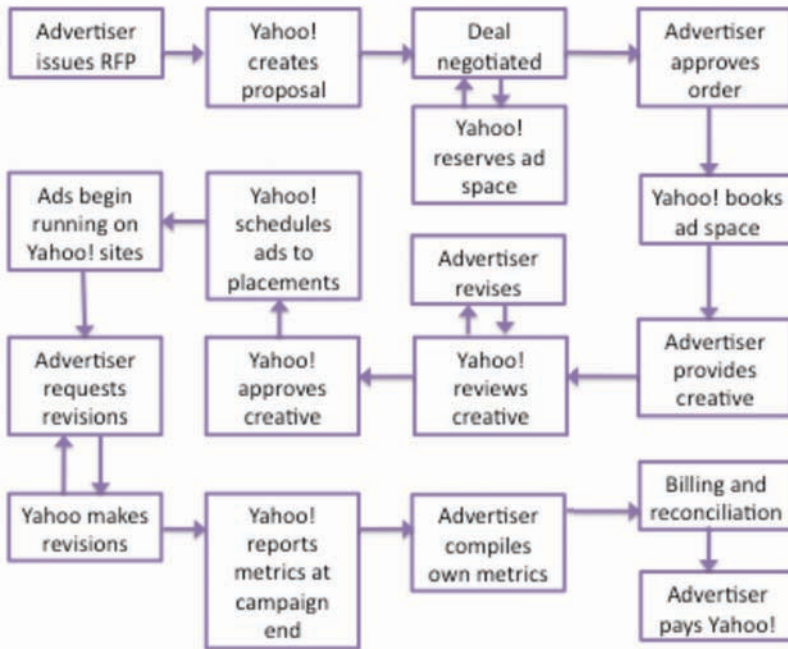 Advertiser
issues RFP
Yahoo!
creates
proposal
Deal
negotiated
Yahoo!
reserves ad
space
Advertiser
approves
order
Yahoo! books
ad space
Advertiser
provides
creative
Yahoo!
reviews
creative
Advertiser
revises
Yahoo!
approves
creative
Yahoo!
schedules
ads to
placements
Ads begin
running on
Yahoo! sites
Advertiser
requests
revisions
Yahoo makes
revisions
Yahoo!
reports
metrics at
campaign
end
Advertiser
compiles
own metrics
Billing and
reconciliation
Advertiser
pays Yahoo!